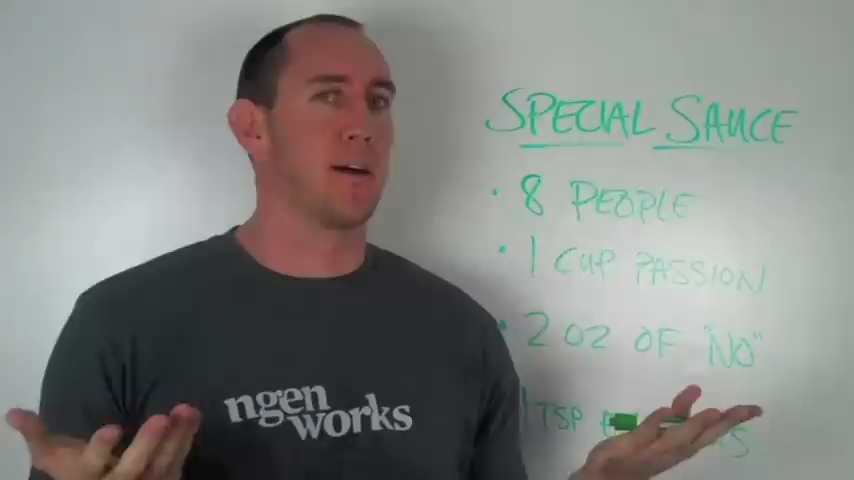 SPECIAL SAUCE
• 8 PEOPLE
• 1 CUP PASSION
• 2 OZ OF "NO"
1 TSP
ngen
works